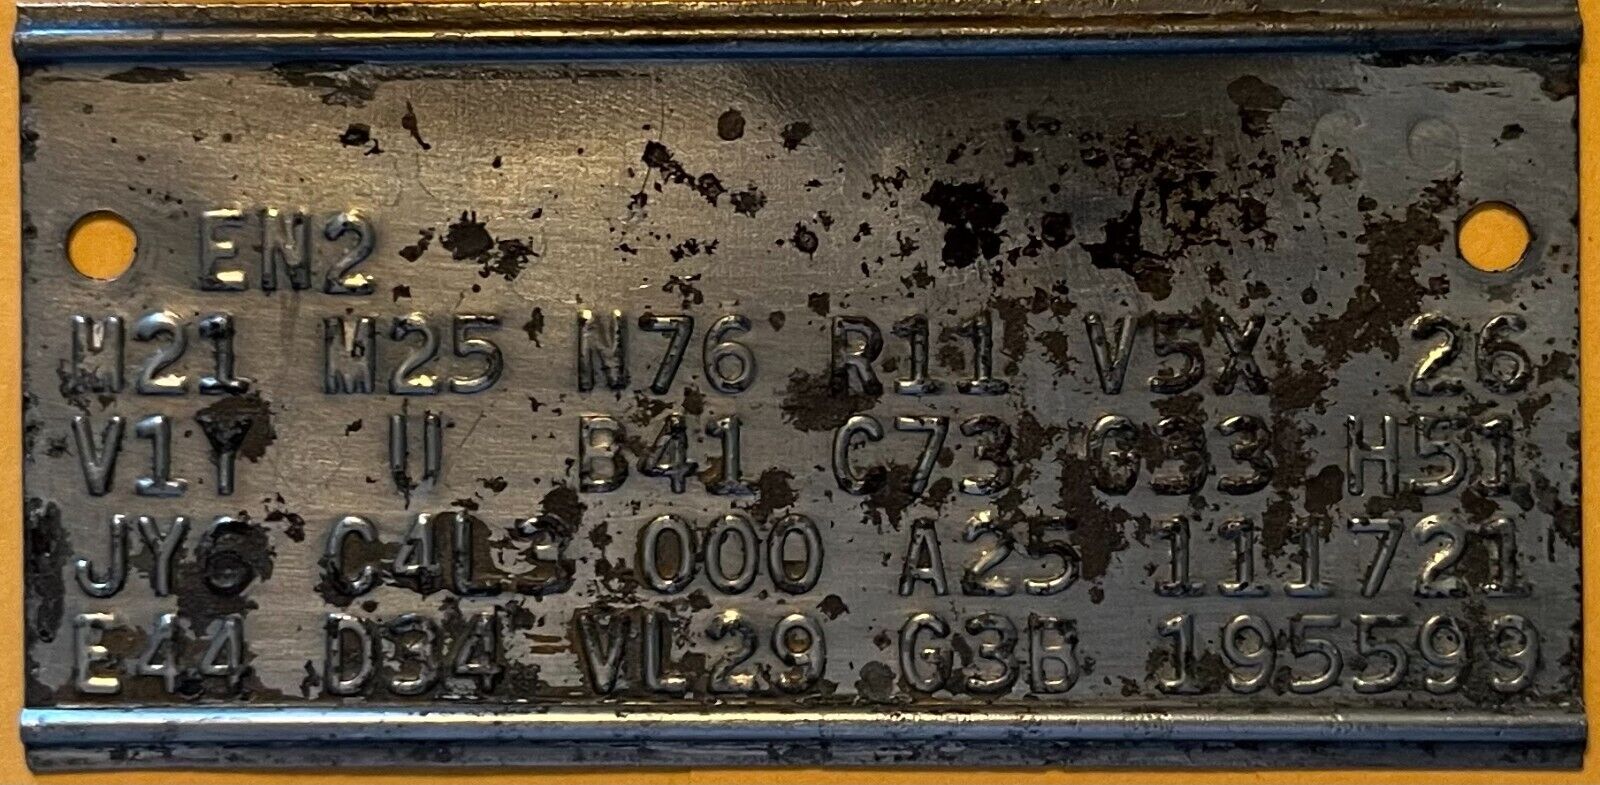 EN2
M21 M25 N76 R11 V5X 26
V1Y U B41 C73 G33 H51
JY6 C4L3 000 A25 111721
E44 D34 VL29 G3B 195599